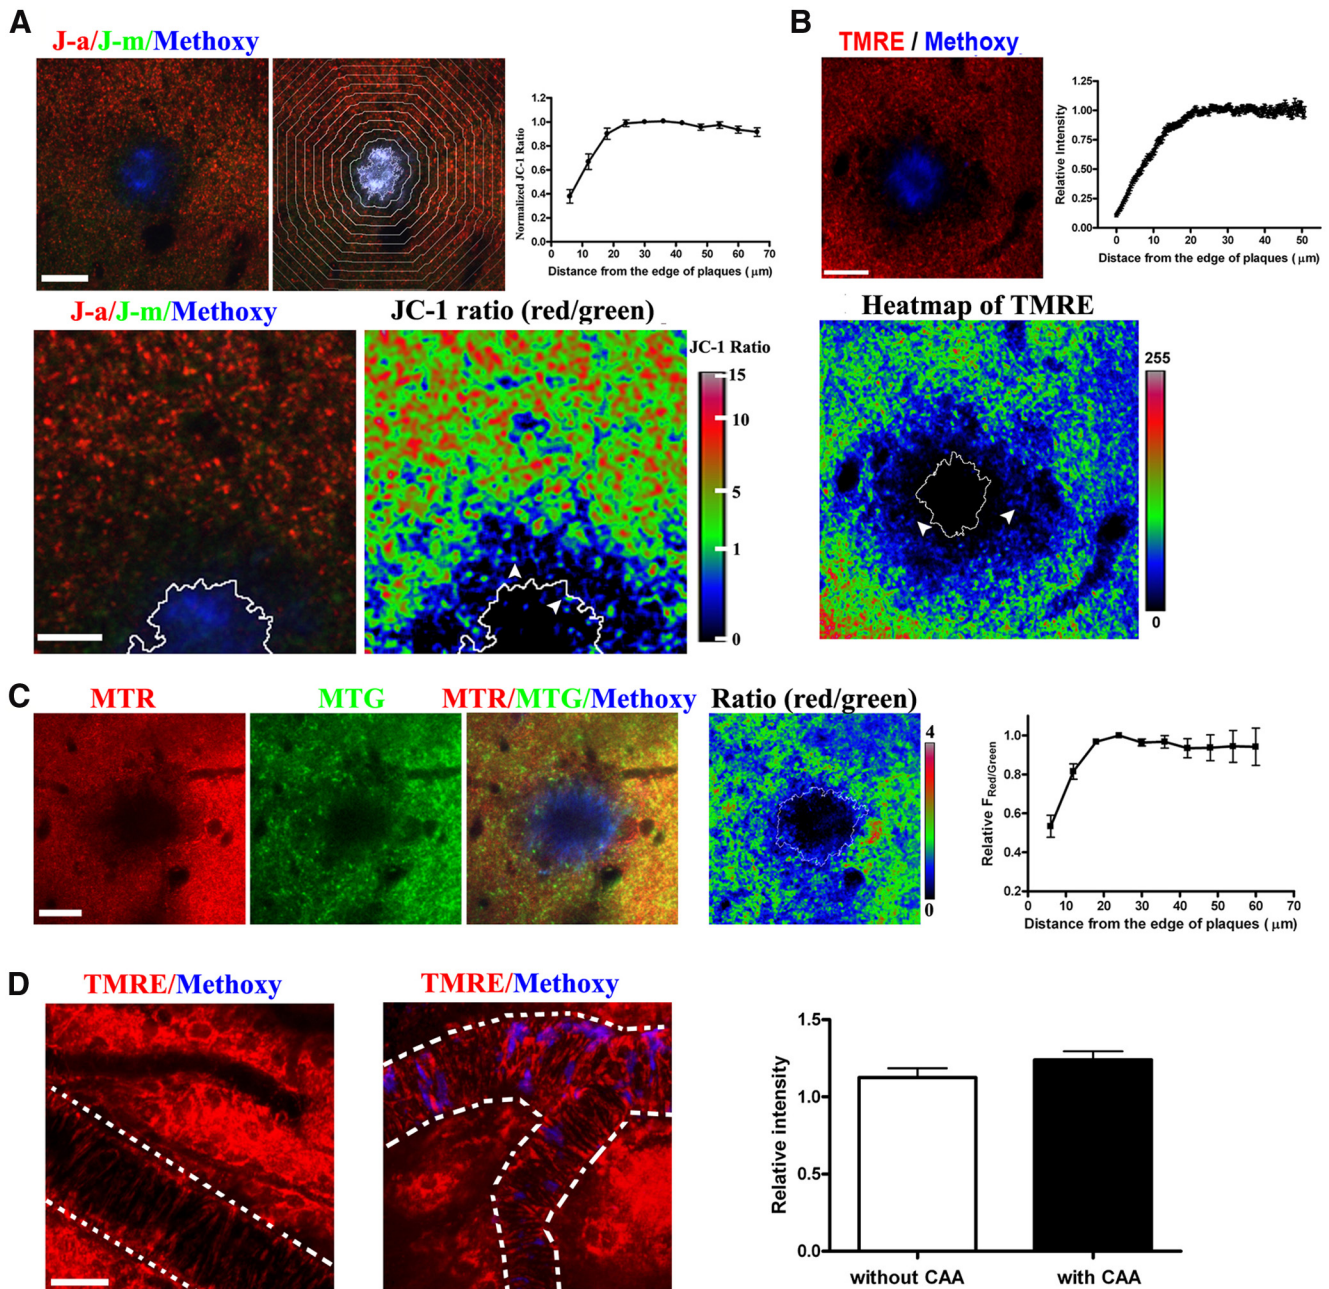 A
J-a/J-m/Methoxy
1.2
1.0
0.8
0.6
0.4
0.2
0.0
Normalized JC-1 Ratio
0 10 20 30 40 50 60 70
Distance from the edge of plaques ( μm)
B
TMRE / Methoxy
1.25
1.00
0.75
0.50
0.25
0.00
Relative Intensity
0 10 20 30 40 50
Distace from the edge of plaques ( μm)
J-a/J-m/Methoxy
JC-1 ratio (red/green)
JC-1 Ratio
15
10
5
1
0
Heatmap of TMRE
255
0
C
MTR
MTG
MTR/MTG/Methoxy
Ratio (red/green)
4
0
1.0
0.8
0.6
0.4
0.2
Relative FRed/Green
0 10 20 30 40 50 60 70
Distance from the edge of plaques ( μm)
D
TMRE/Methoxy
TMRE/Methoxy
1.5
1.0
0.5
0.0
Relative intensity
without CAA
with CAA